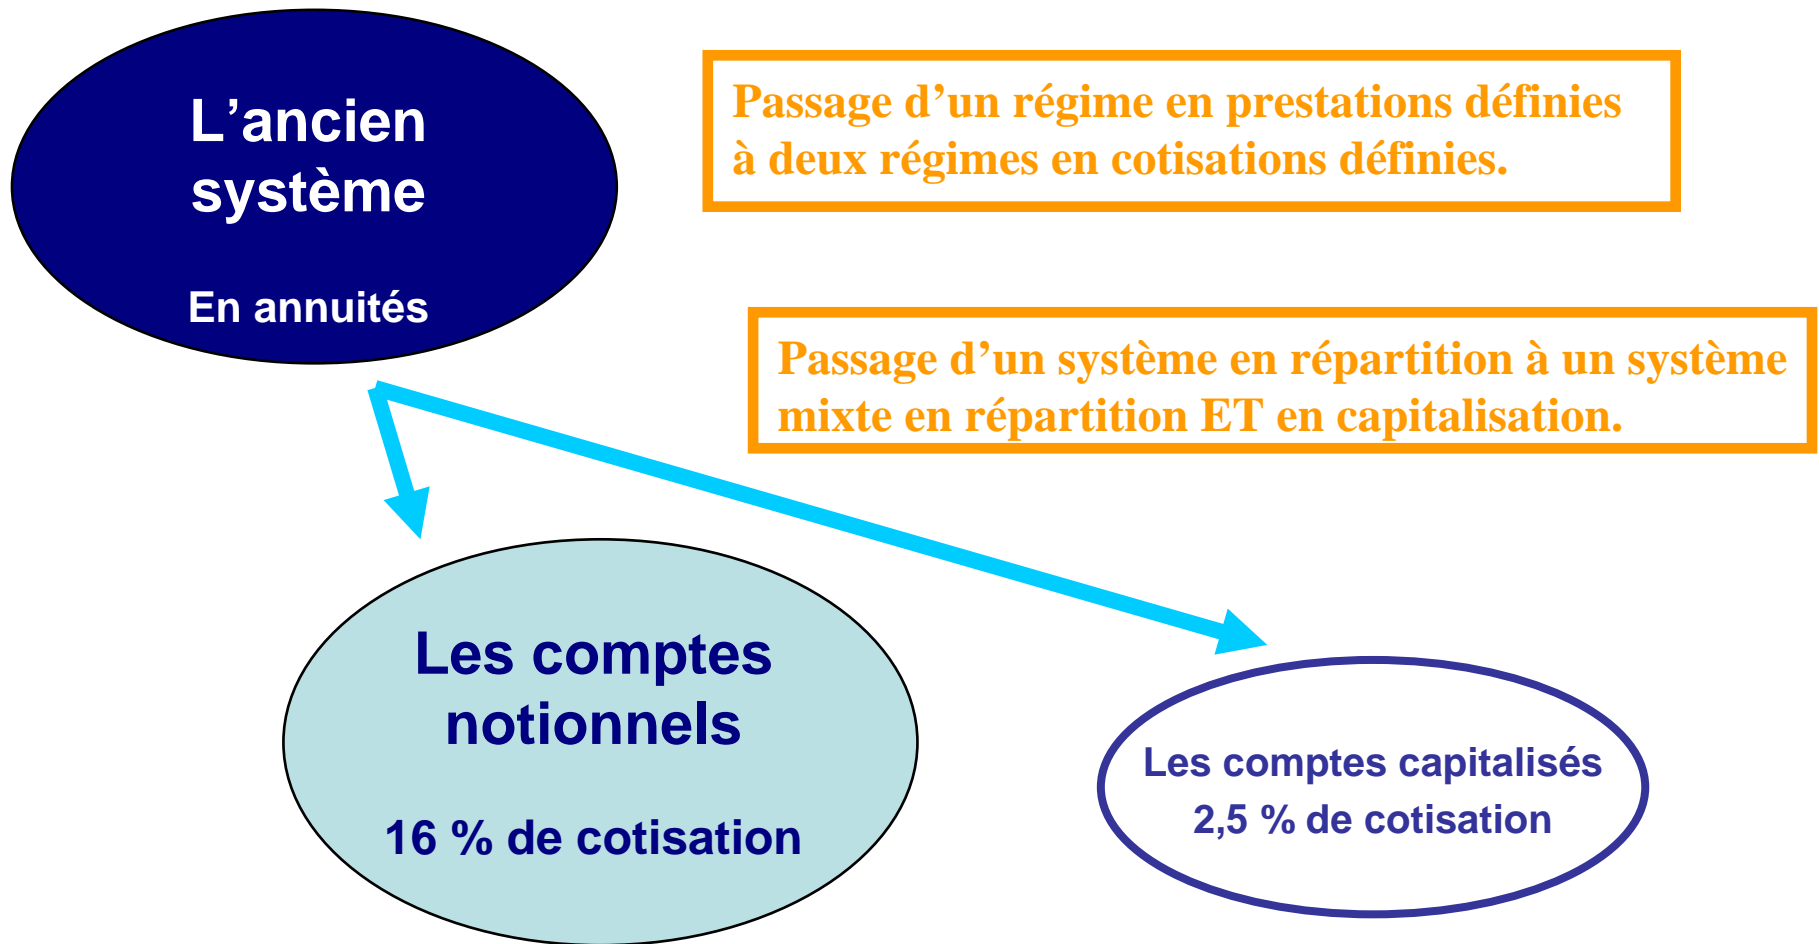 L’ancien
système
En annuités
Passage d’un régime en prestations définies
à deux régimes en cotisations définies.
Passage d’un système en répartition à un système
mixte en répartition ET en capitalisation.
Les comptes
notionnels
16 % de cotisation
Les comptes capitalisés
2,5 % de cotisation